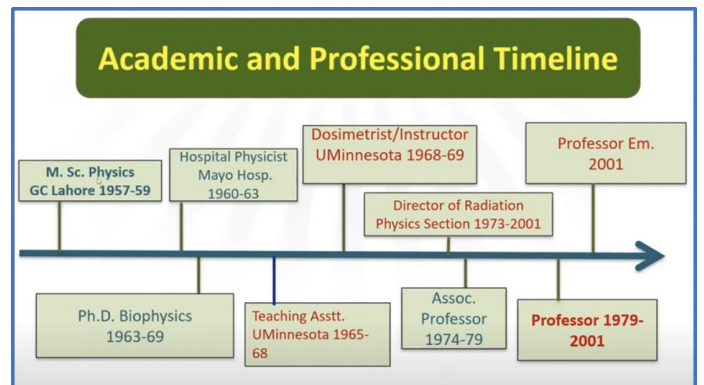 Academic and Professional Timeline
M. Sc. Physics
GC Lahore 1957-59
Hospital Physicist
Mayo Hosp.
1960-63
Dosimetrist/Instructor
UMinnesota 1968-69
Director of Radiation
Physics Section 1973-2001
Professor Em.
2001
Ph.D. Biophysics
1963-69
Teaching Asstt.
UMinnesota 1965-
68
Assoc.
Professor
1974-79
Professor 1979-
2001